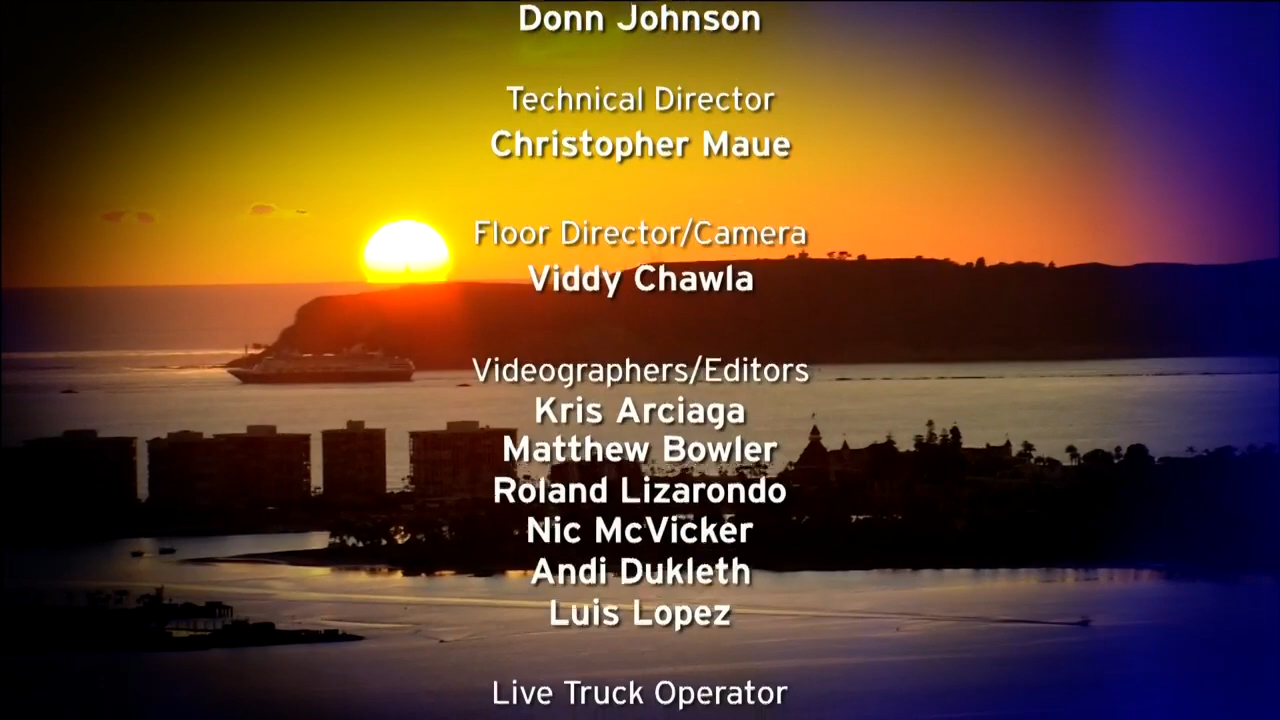 Donn Johnson
Technical Director
Christopher Maue
Floor Director/Camera
Viddy Chawla
Videographers/Editors
Kris Arciaga
Matthew Bowler
Roland Lizarondo
Nic McVicker
Andi Dukleth
Luis Lopez
Live Truck Operator